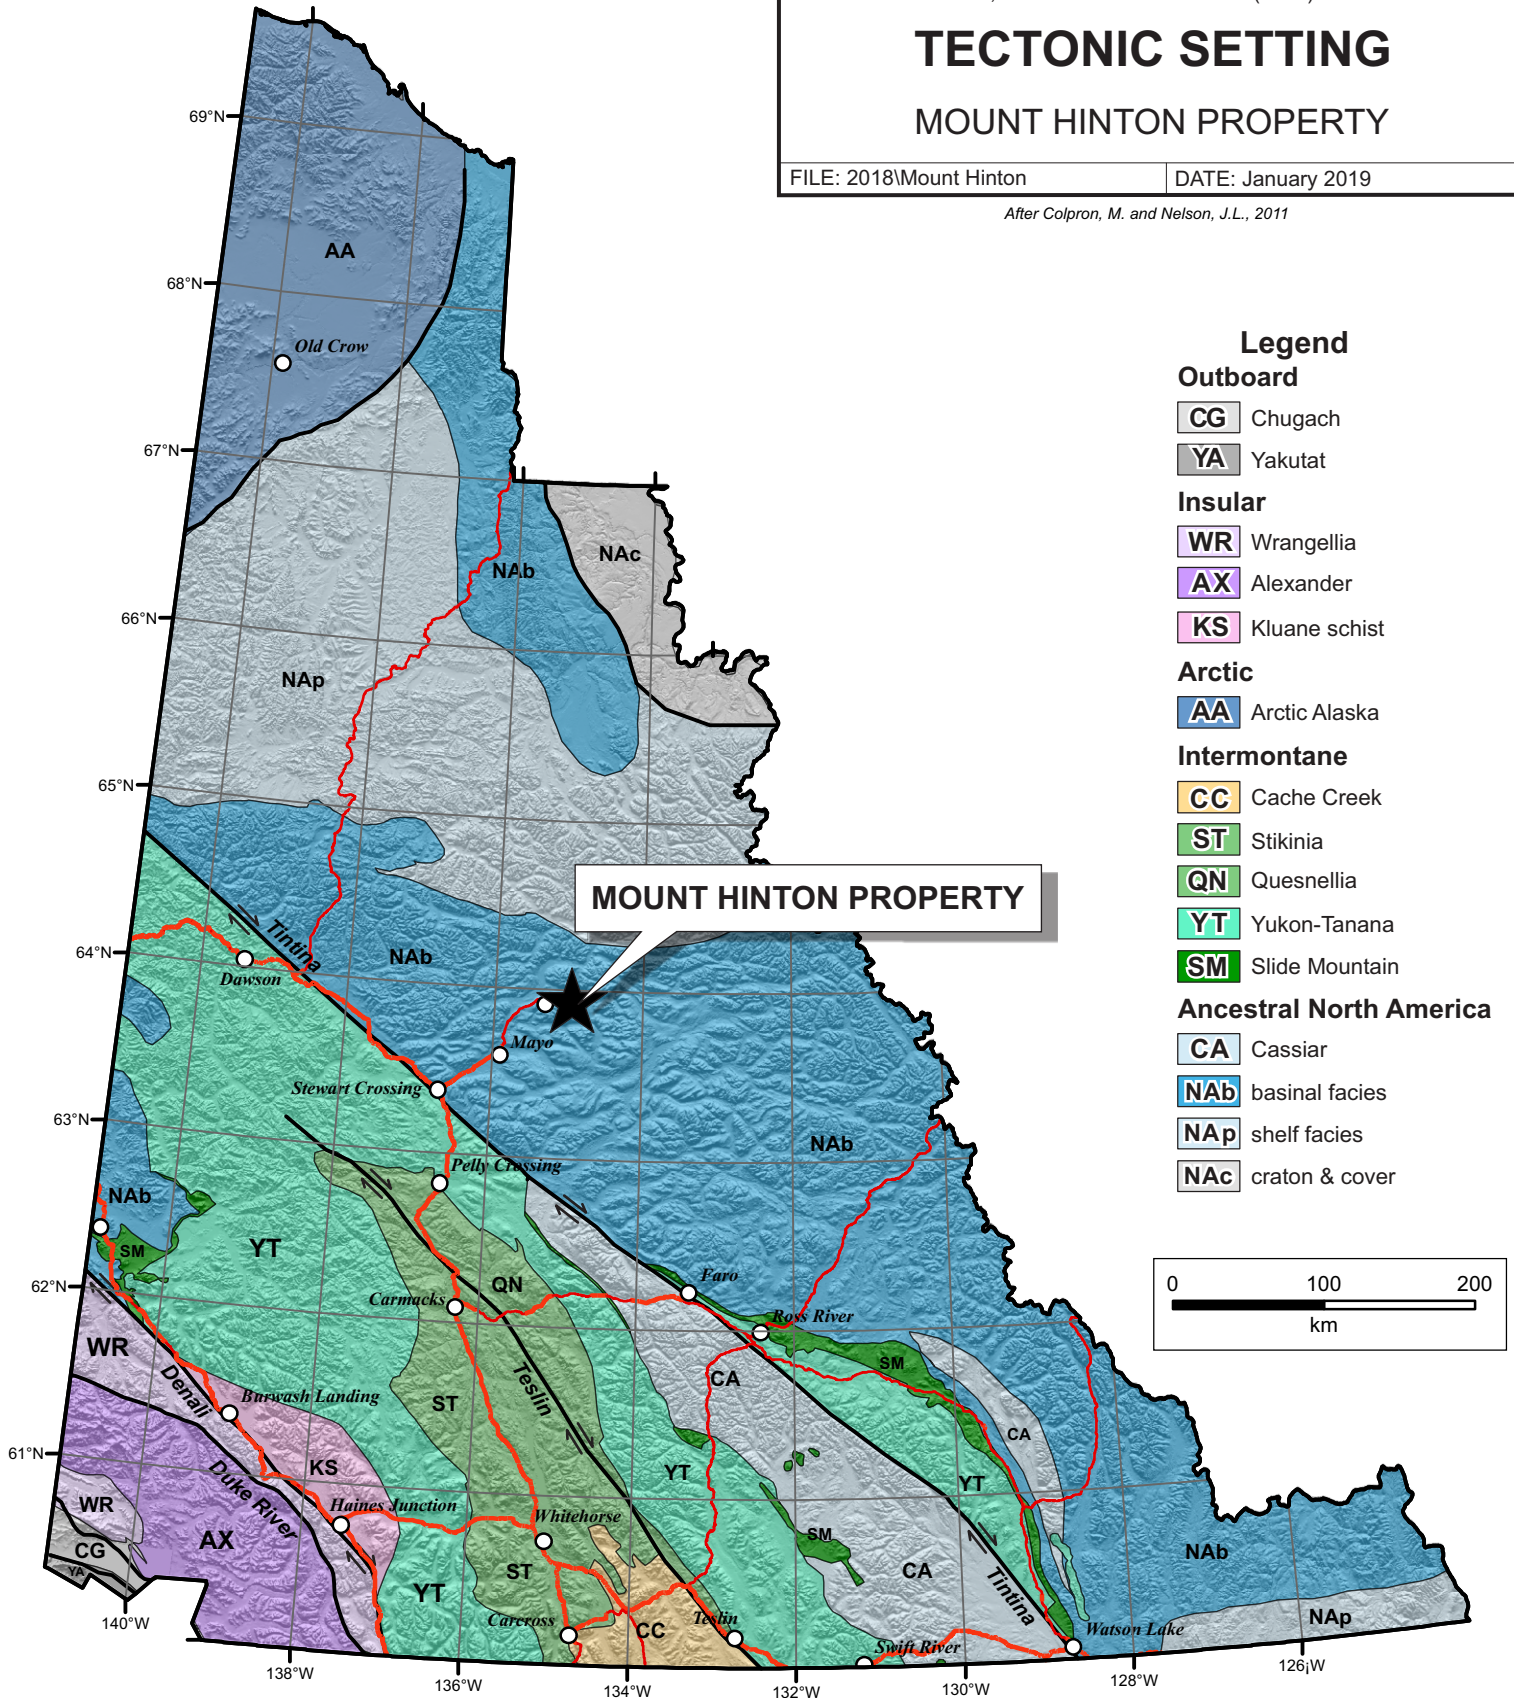 TECTONIC SETTING
MOUNT HINTON PROPERTY
FILE: 2018\Mount Hinton
DATE: January 2019
After Colpron, M. and Nelson, J.L., 2011
69°N
AA
68°N
Old Crow
67°N
NAc
NAb
66°N
NAp
65°N
MOUNT HINTON PROPERTY
64°N
Tintina
NAb
Dawson
Mayo
Stewart Crossing
63°N
NAb
Pelly Crossing
NAb
YT
SM
62°N
QN
Faro
Carmacks
Ross River
WR
SM
Denali
Burwash Landing
Teslin
CA
ST
CA
61°N
KS
YT
YT
Duke River
WR
Haines Junction
Whitehorse
SM
AX
CG
YA
ST
CA
NAb
YT
Tintina
140°W
Carcross
CC
Teslin
Swift River
Watson Lake
NAp
138°W
136°W
134°W
132°W
130°W
128°W
126¡W
Legend
Outboard
CG Chugach
YA Yakutat
Insular
WR Wrangellia
AX Alexander
KS Kluane schist
Arctic
AA Arctic Alaska
Intermontane
CC Cache Creek
ST Stikinia
QN Quesnellia
YT Yukon-Tanana
SM Slide Mountain
Ancestral North America
CA Cassiar
NAb basinal facies
NAp shelf facies
NAc craton & cover
0 100 200
km